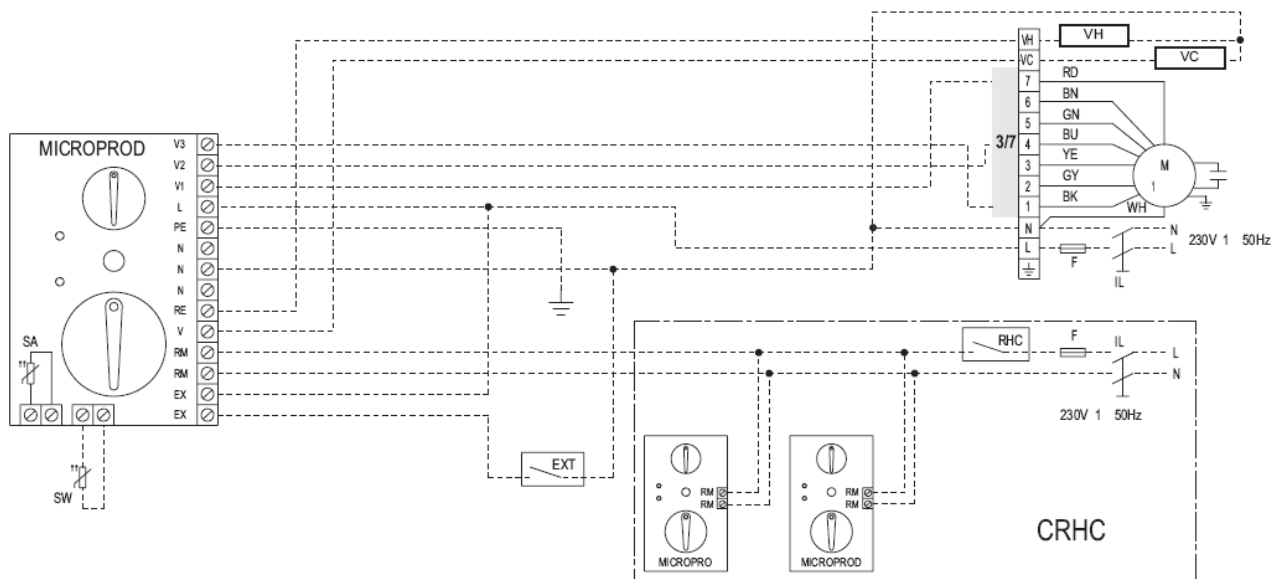 VH
VH
VC
VC
7
RD
6
BN
5
GN
4
BU
3
YE
2
GY
1
BK
WH
3/7
M
1
N
N
L
L
230V 1 50Hz
F
IL
MICROPROD
V3
V2
V1
L
PE
N
N
N
RE
V
RM
RM
EX
EX
SA
SW
EXT
RHC
F
IL
L
N
230V 1 50Hz
RM
RM
MICROPRO
RM
RM
MICROPROD
CRHC